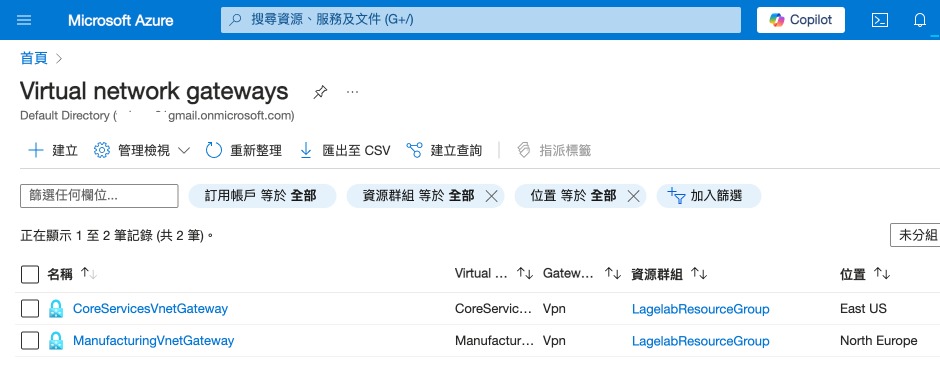 Microsoft Azure 搜尋資源、服務及文件 (G+/) Copilot
首頁
Virtual network gateways
Default Directory ( gmail.onmicrosoft.com)
建立 管理檢視 重新整理 匯出至 CSV 建立查詢 指派標籤
篩選任何欄位... 訂用帳戶 等於 全部 資源群組 等於 全部 位置 等於 全部 加入篩選
正在顯示 1 至 2 筆記錄 (共 2 筆)。 未分組
名稱 Virtual ... Gatew... 資源群組 位置
CoreServicesVnetGateway CoreServic... Vpn LagelabResourceGroup East US
ManufacturingVnetGateway Manufactur... Vpn LagelabResourceGroup North Europe